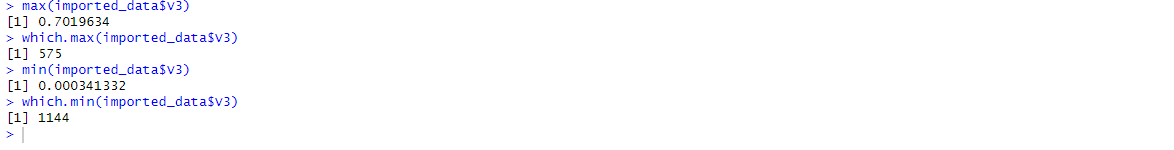 > max(imported_data$V3)
[1] 0.7019634
> which.max(imported_data$V3)
[1] 575
> min(imported_data$V3)
[1] 0.000341332
> which.min(imported_data$V3)
[1] 1144
>